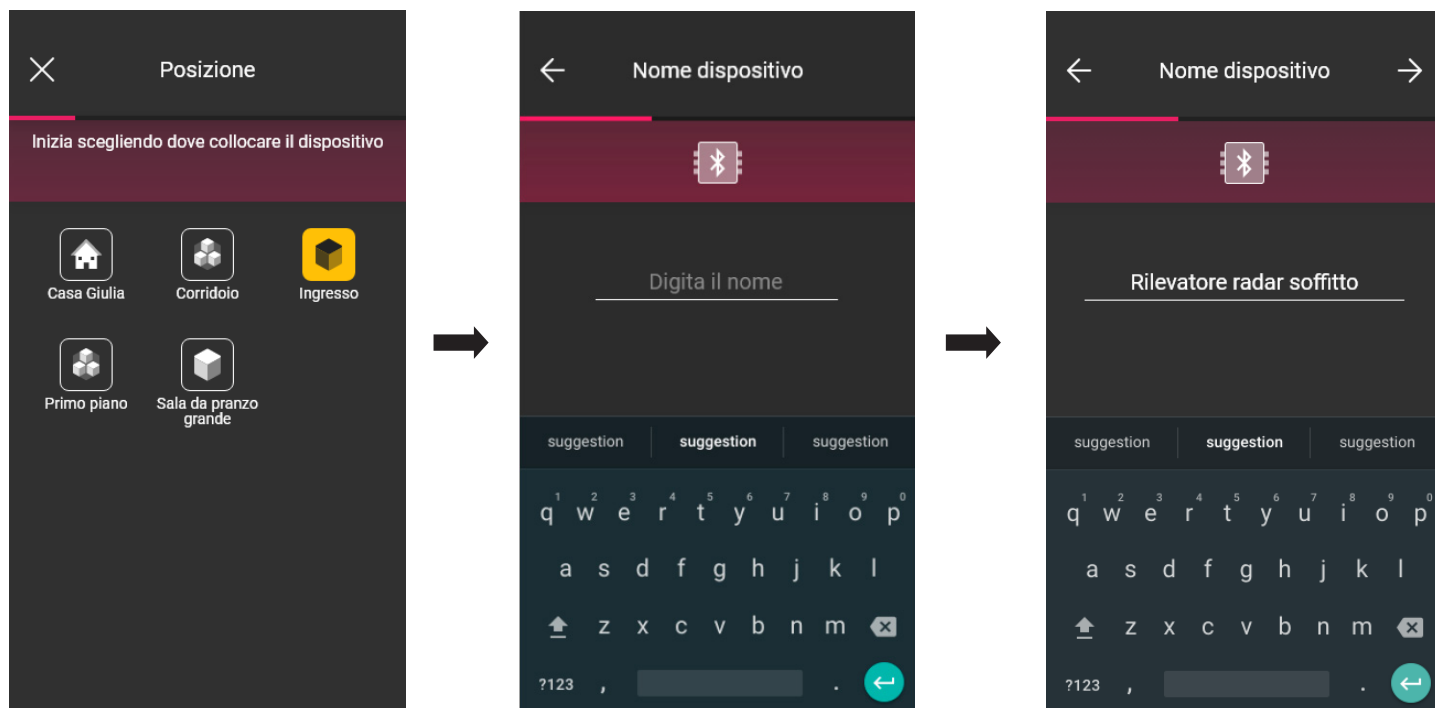 Posizione
Inizia scegliendo dove collocare il dispositivo
Casa Giulia
Corridoio
Ingresso
Primo piano
Sala da pranzo
grande
Nome dispositivo
Digita il nome
suggestion suggestion suggestion
1 2 3 4 5 6 7 8 9 0
q w e r t y u i o p
a s d f g h j k l
z x c v b n m
?123 , .
Nome dispositivo
Rilevatore radar soffitto
suggestion suggestion suggestion
1 2 3 4 5 6 7 8 9 0
q w e r t y u i o p
a s d f g h j k l
z x c v b n m
?123 , .